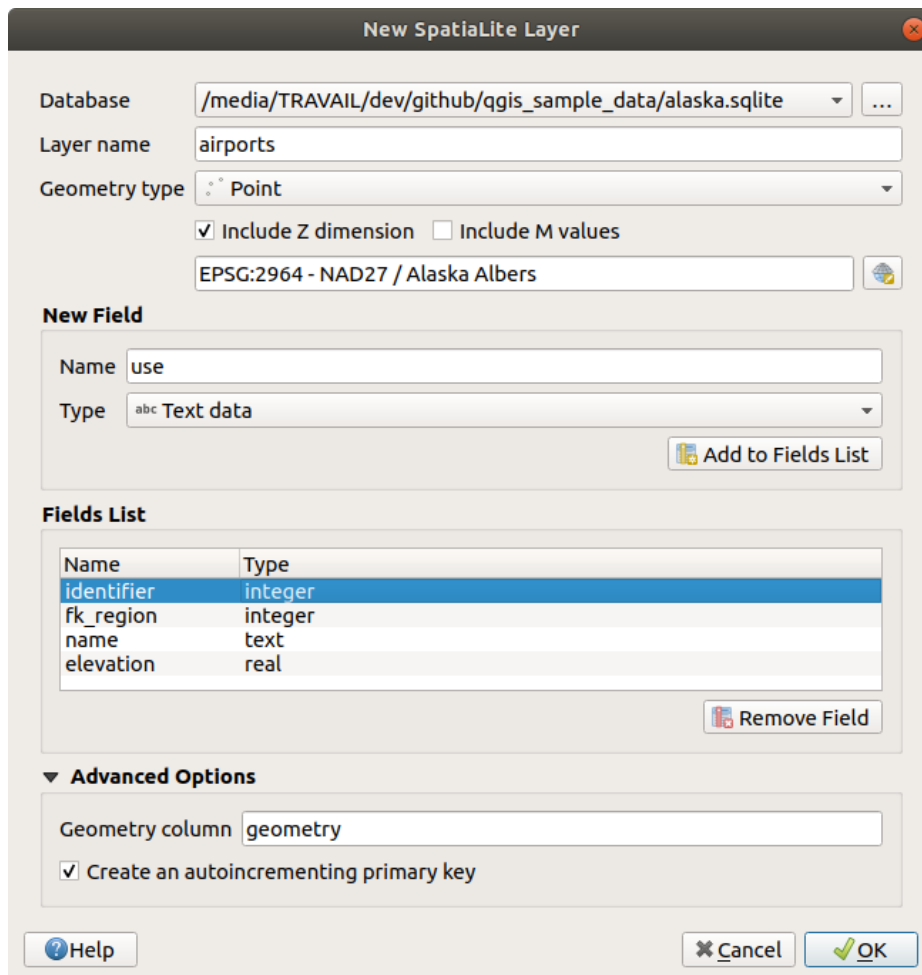 New SpatiaLite Layer
Database /media/TRAVAIL/dev/github/qgis_sample_data/alaska.sqlite ...
Layer name airports
Geometry type Point
Include Z dimension Include M values
EPSG:2964 - NAD27 / Alaska Albers
New Field
Name use
Type abc Text data
Add to Fields List
Fields List
Name Type
identifier integer
fk_region integer
name text
elevation real
Remove Field
Advanced Options
Geometry column geometry
Create an autoincrementing primary key
Help Cancel OK